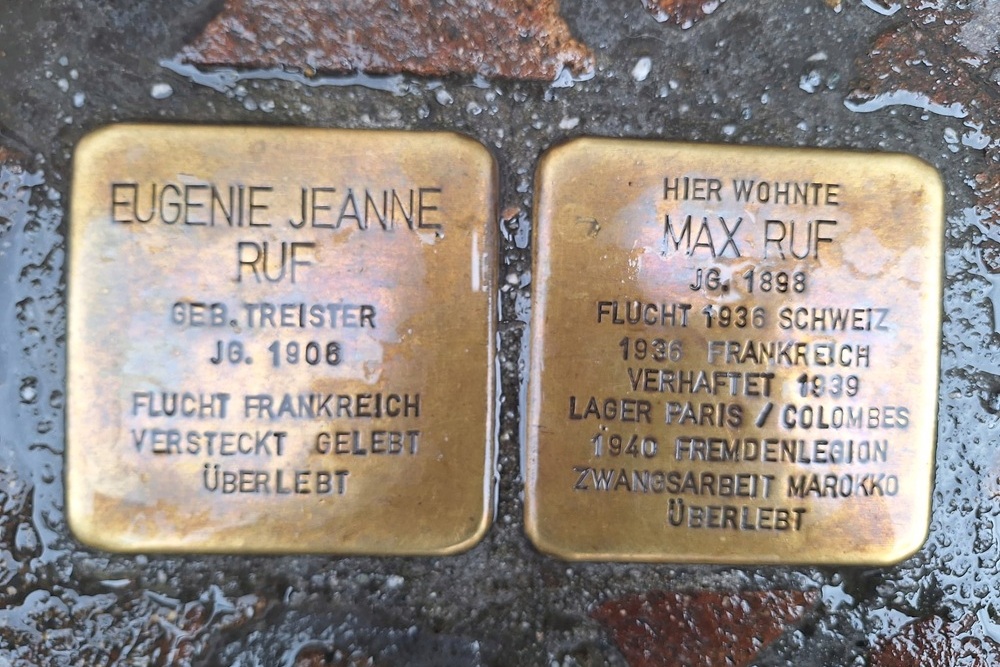 EUGENIE JEANNE
RUF
GEB. TREISTER
JG. 1906
FLUCHT FRANKREICH
VERSTECKT GELEBT
ÜBERLEBT
HIER WOHNTE
MAX RUF
JG. 1898
FLUCHT 1936 SCHWEIZ
1936 FRANKREICH
VERHAFTET 1939
LAGER PARIS / COLOMBES
1940 FREMDENLEGION
ZWANGSARBEIT MAROKKO
ÜBERLEBT